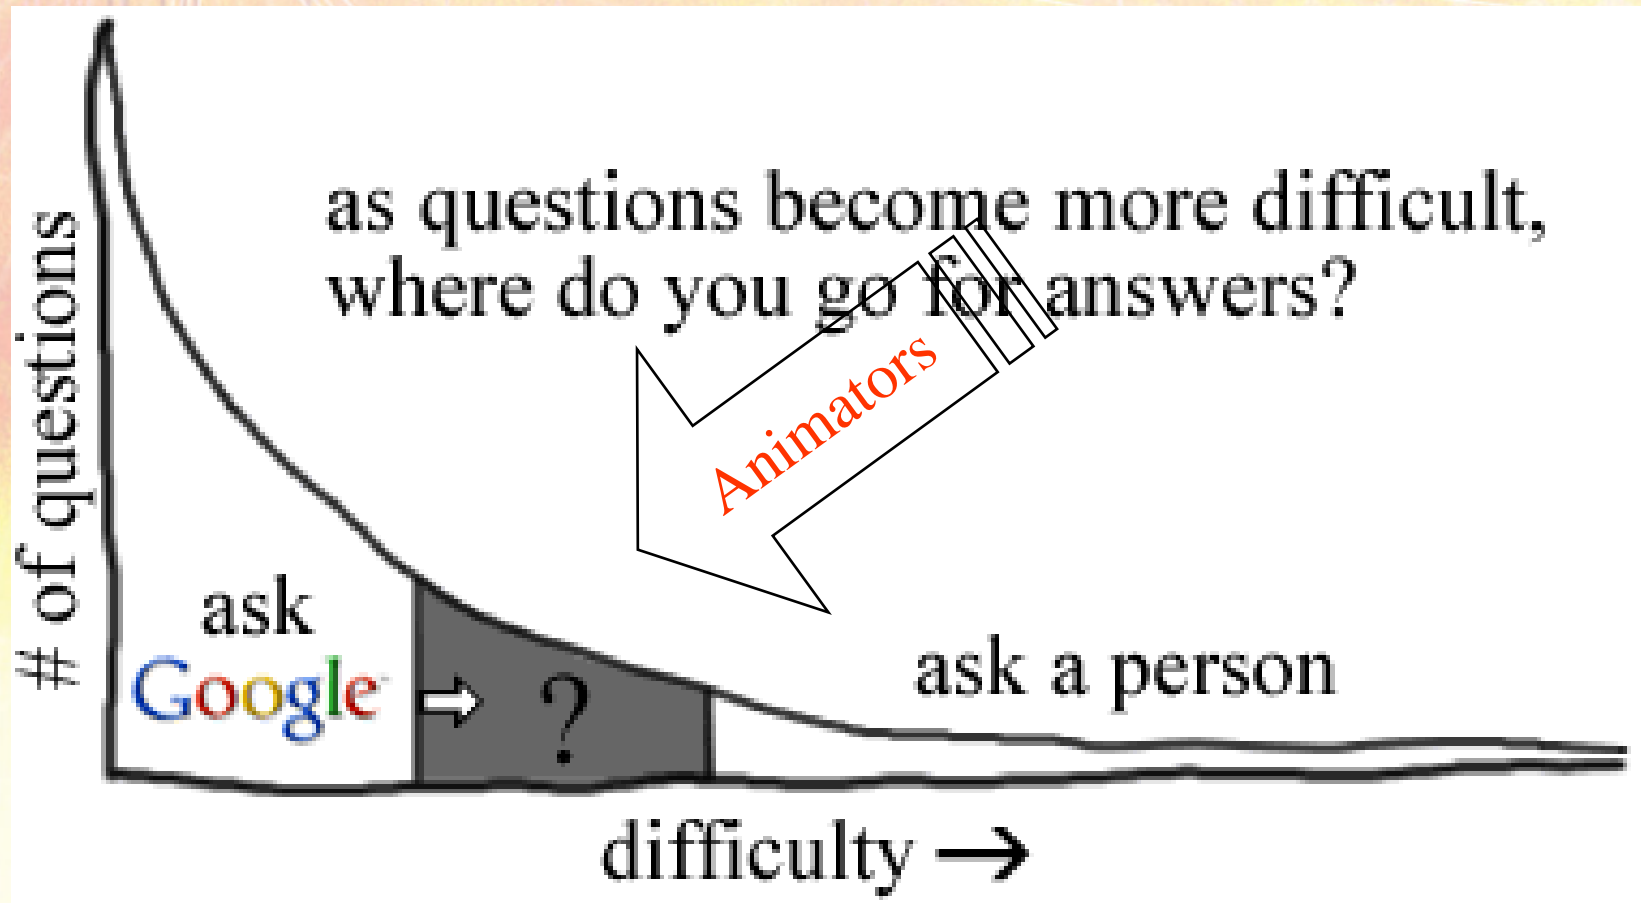 as questions become more difficult,
where do you go for answers?
Animators
# of questions
ask
Google
?
ask a person
difficulty →